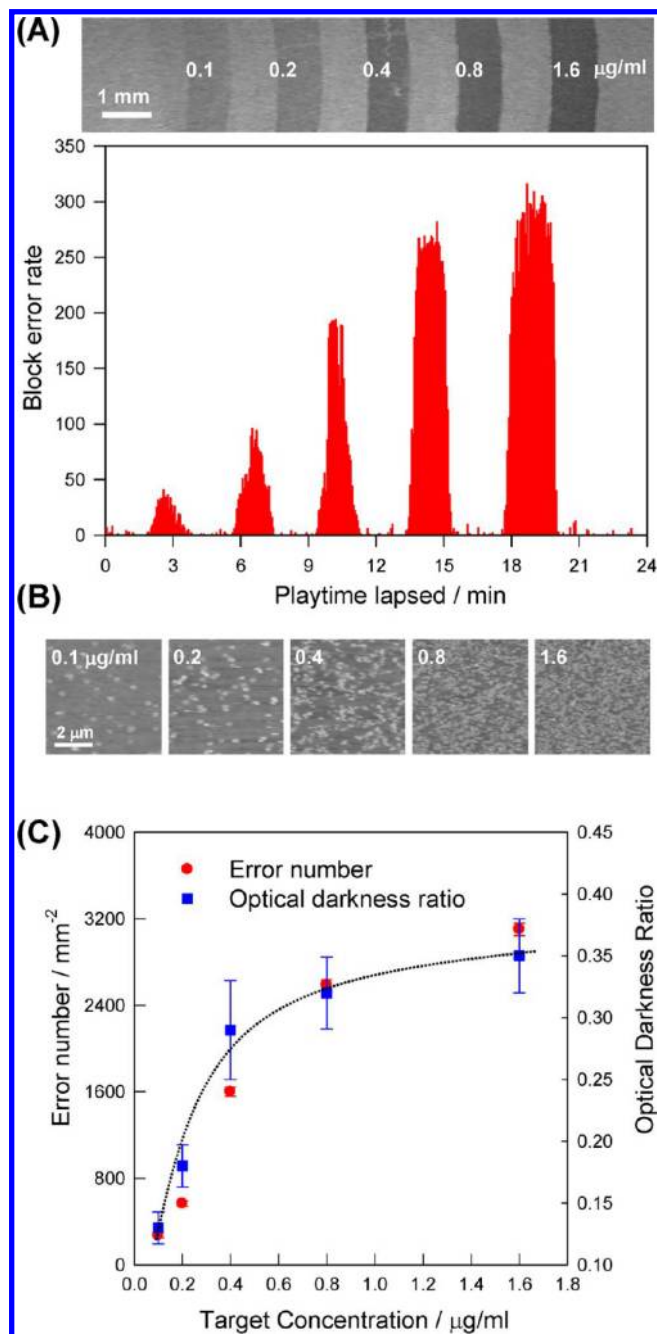 (A)
0.1 0.2 0.4 0.8 1.6 μg/ml
1 mm
350
300
250
200
150
100
50
0
Block error rate
0 3 6 9 12 15 18 21 24
Playtime lapsed / min
(B)
0.1 μg/ml 0.2 0.4 0.8 1.6
2 μm
(C)
4000 0.45
Error number
Optical darkness ratio
0.40
3200
0.35
2400
0.30
1600
0.25
0.20
800
0.15
0 0.10
Error number / mm-2
Optical Darkness Ratio
0.0 0.2 0.4 0.6 0.8 1.0 1.2 1.4 1.6 1.8
Target Concentration / μg/ml